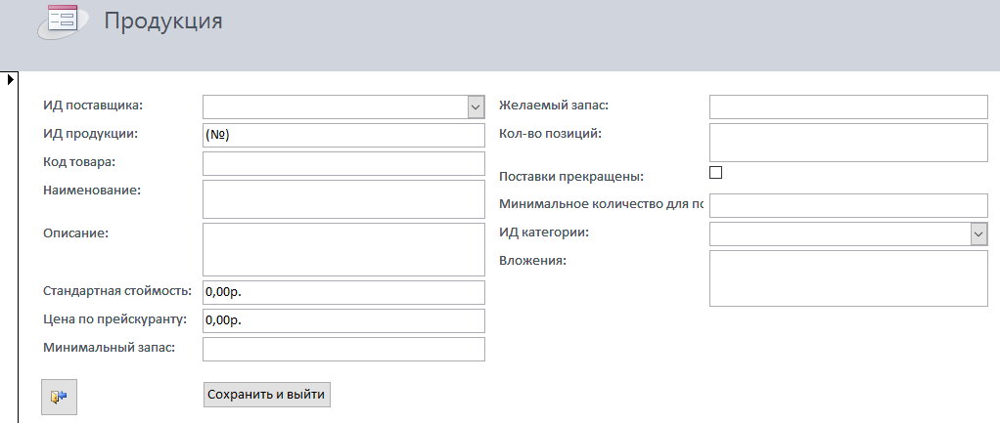 Продукция
ИД поставщика:
ИД продукции:
(№)
Код товара:
Наименование:
Описание:
Стандартная стоймость:
0,00р.
Цена по прейскуранту:
0,00р.
Минимальный запас:
Желаемый запас:
Кол-во позиций:
Поставки прекращены:
Минимальное количество для по
ИД категории:
Вложения:
Сохранить и выйти